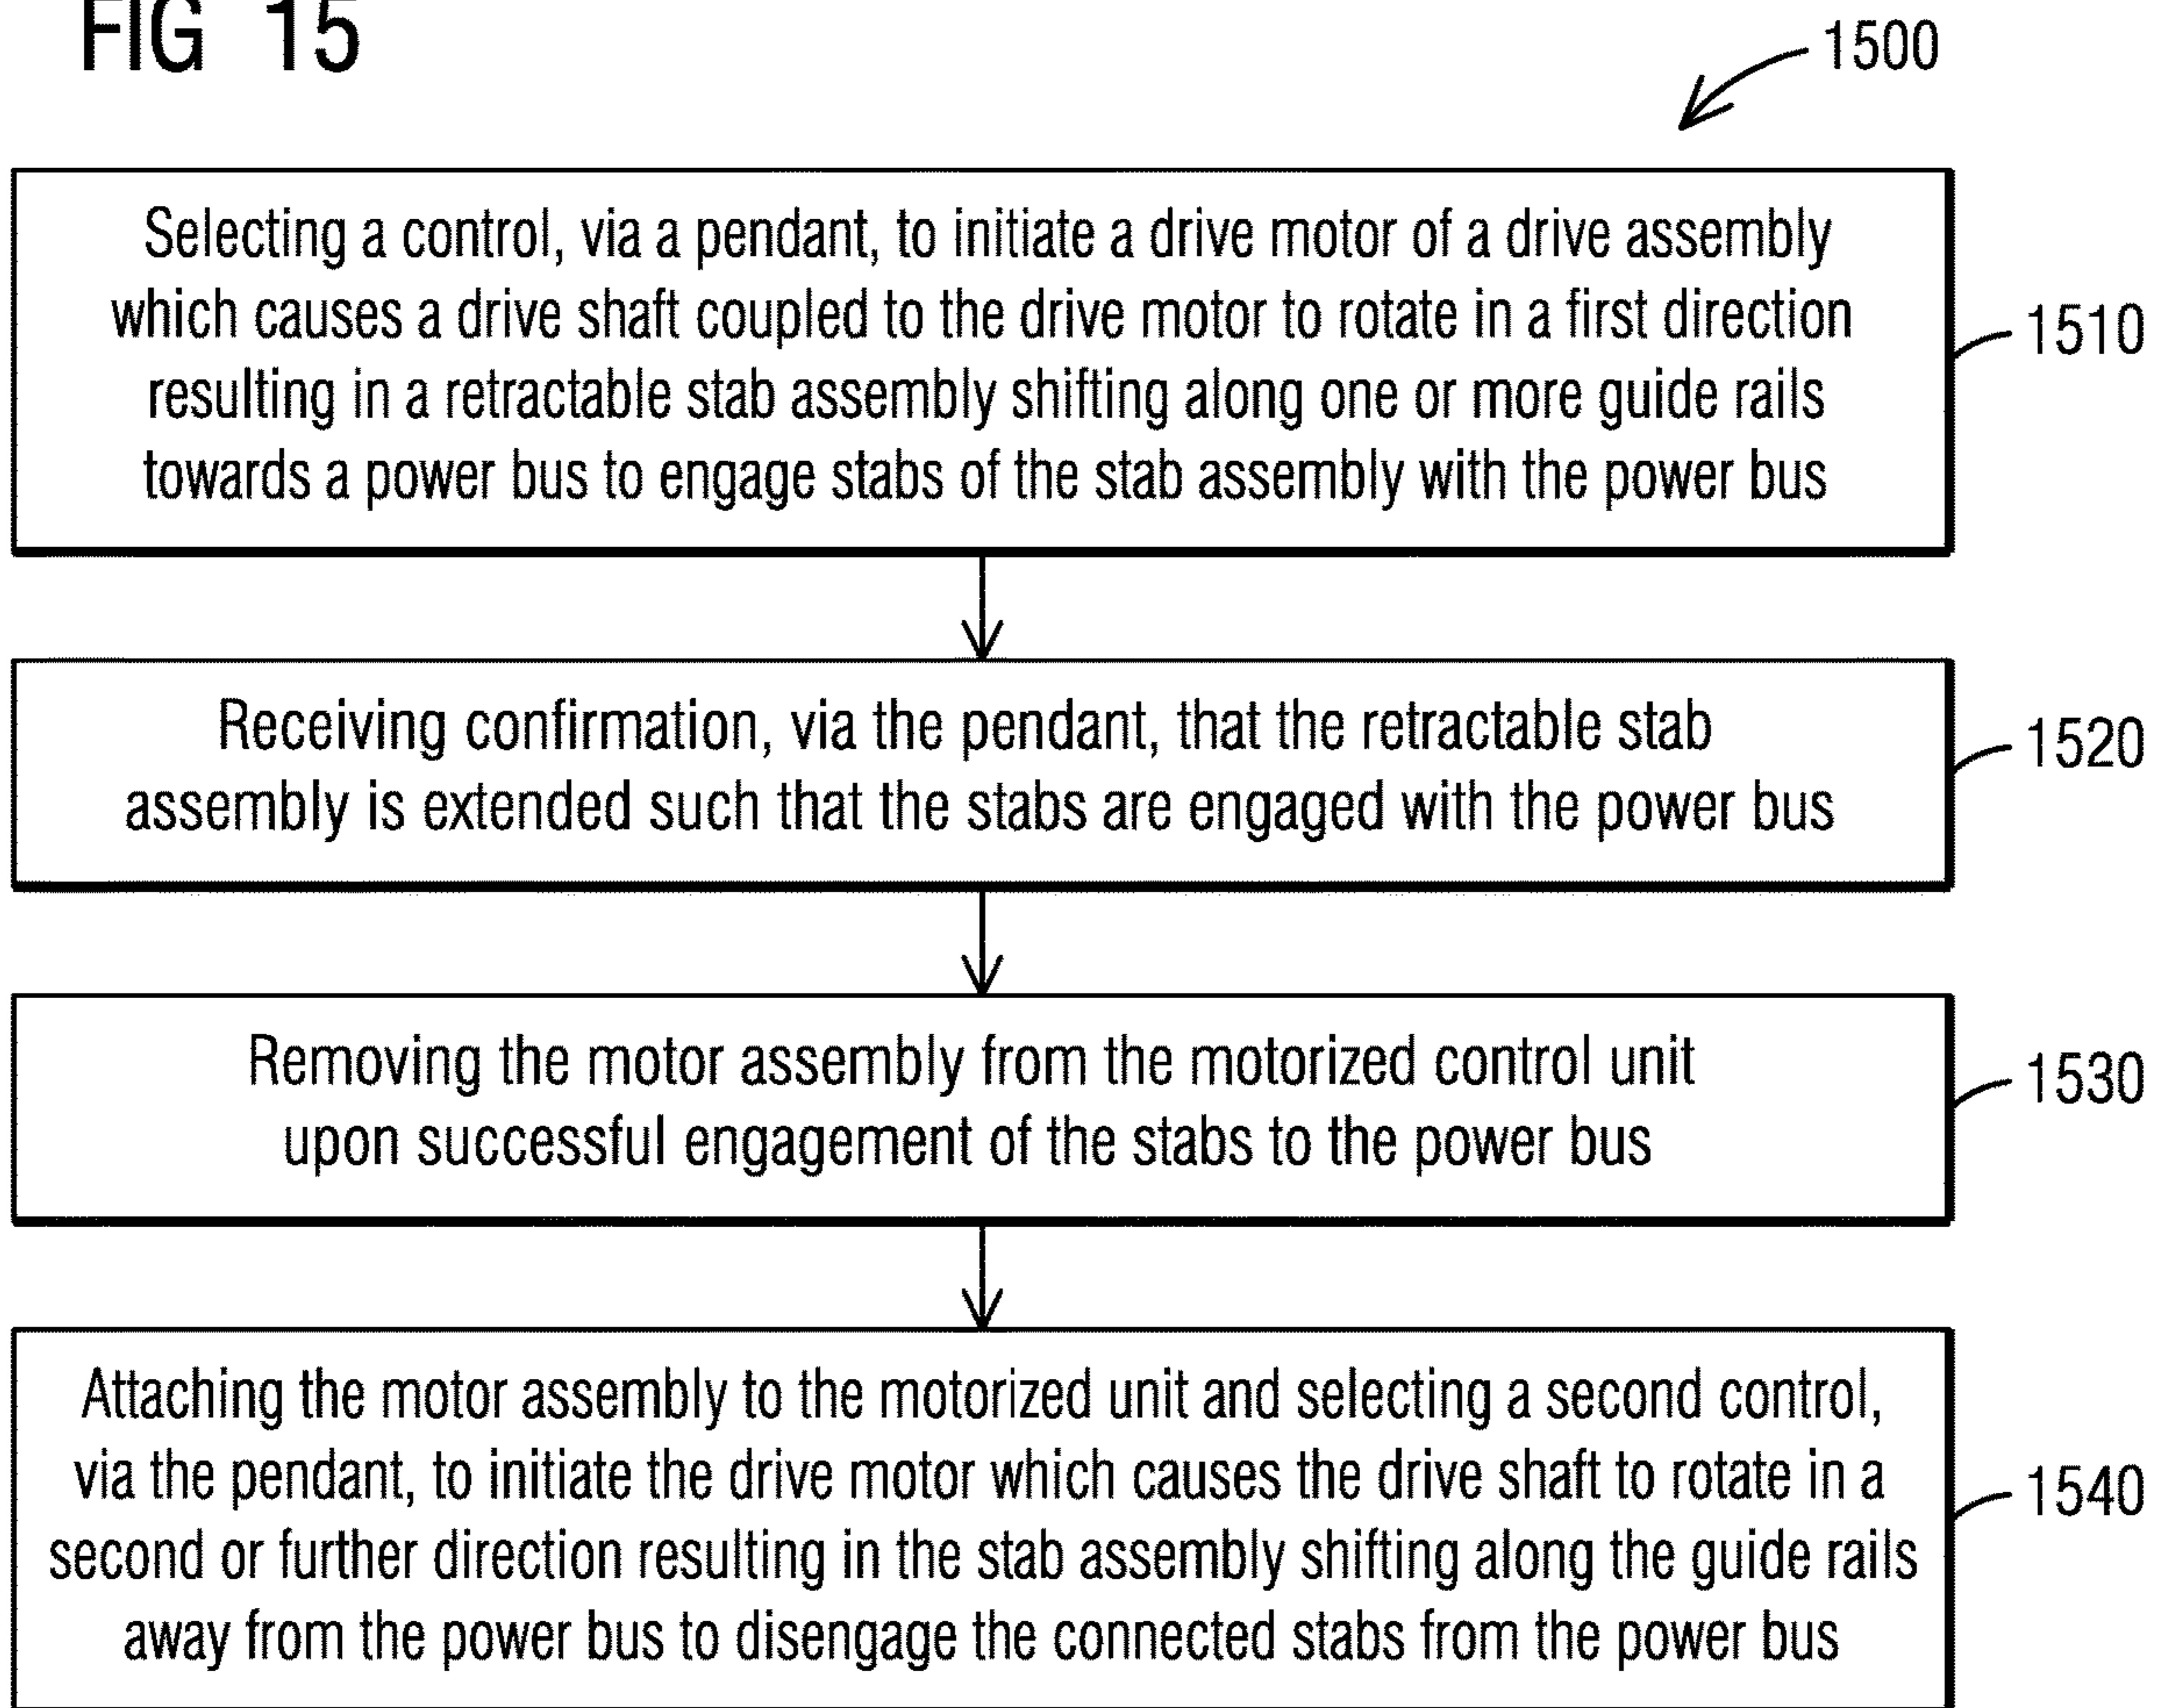 FIG 15
1500
Selecting a control, via a pendant, to initiate a drive motor of a drive assembly
which causes a drive shaft coupled to the drive motor to rotate in a first direction
resulting in a retractable stab assembly shifting along one or more guide rails
towards a power bus to engage stabs of the stab assembly with the power bus
1510
Receiving confirmation, via the pendant, that the retractable stab
assembly is extended such that the stabs are engaged with the power bus
1520
Removing the motor assembly from the motorized control unit
upon successful engagement of the stabs to the power bus
1530
Attaching the motor assembly to the motorized unit and selecting a second control,
via the pendant, to initiate the drive motor which causes the drive shaft to rotate in a
second or further direction resulting in the stab assembly shifting along the guide rails
away from the power bus to disengage the connected stabs from the power bus
1540